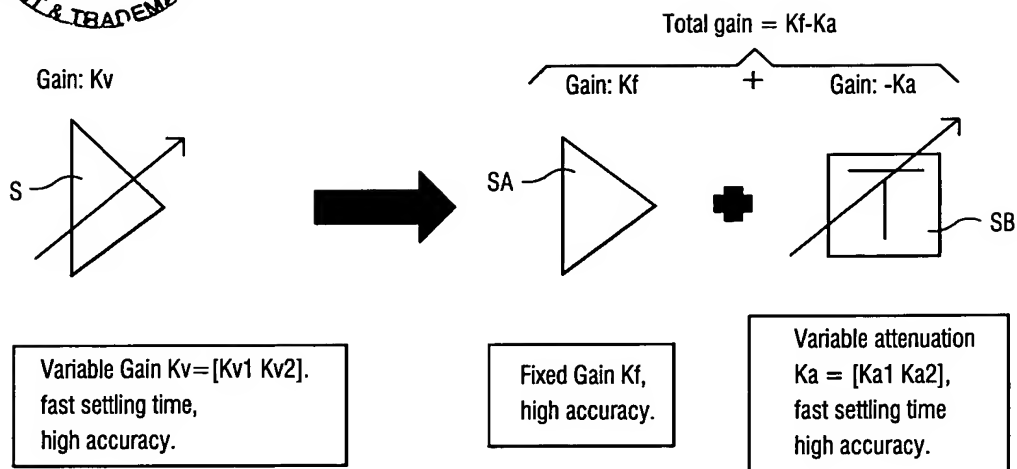 T & TRADEM
Total gain = Kf-Ka
Gain: Kv
Gain: Kf + Gain: -Ka
S
SA
SB
Variable Gain Kv=[Kv1 Kv2].
fast settling time,
high accuracy.
Fixed Gain Kf,
high accuracy.
Variable attenuation
Ka = [Ka1 Ka2],
fast settling time
high accuracy.